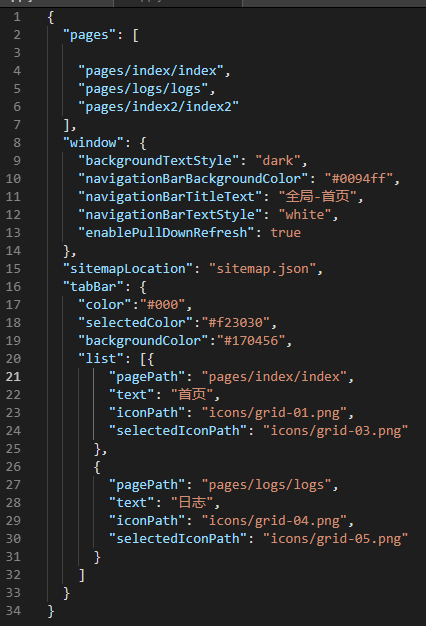 1 {
2   "pages": [
3
4     "pages/index/index",
5     "pages/logs/logs",
6     "pages/index2/index2"
7   ],
8   "window": {
9     "backgroundTextStyle": "dark",
10     "navigationBarBackgroundColor": "#0094ff",
11     "navigationBarTitleText": "全局-首页",
12     "navigationBarTextStyle": "white",
13     "enablePullDownRefresh": true
14   },
15   "sitemapLocation": "sitemap.json",
16   "tabBar": {
17     "color":"#000",
18     "selectedColor":"#f23030",
19     "backgroundColor":"#170456",
20     "list": [{
21         "pagePath": "pages/index/index",
22         "text": "首页",
23         "iconPath": "icons/grid-01.png",
24         "selectedIconPath": "icons/grid-03.png"
25       },
26       {
27         "pagePath": "pages/logs/logs",
28         "text": "日志",
29         "iconPath": "icons/grid-04.png",
30         "selectedIconPath": "icons/grid-05.png"
31       }
32     ]
33   }
34 }